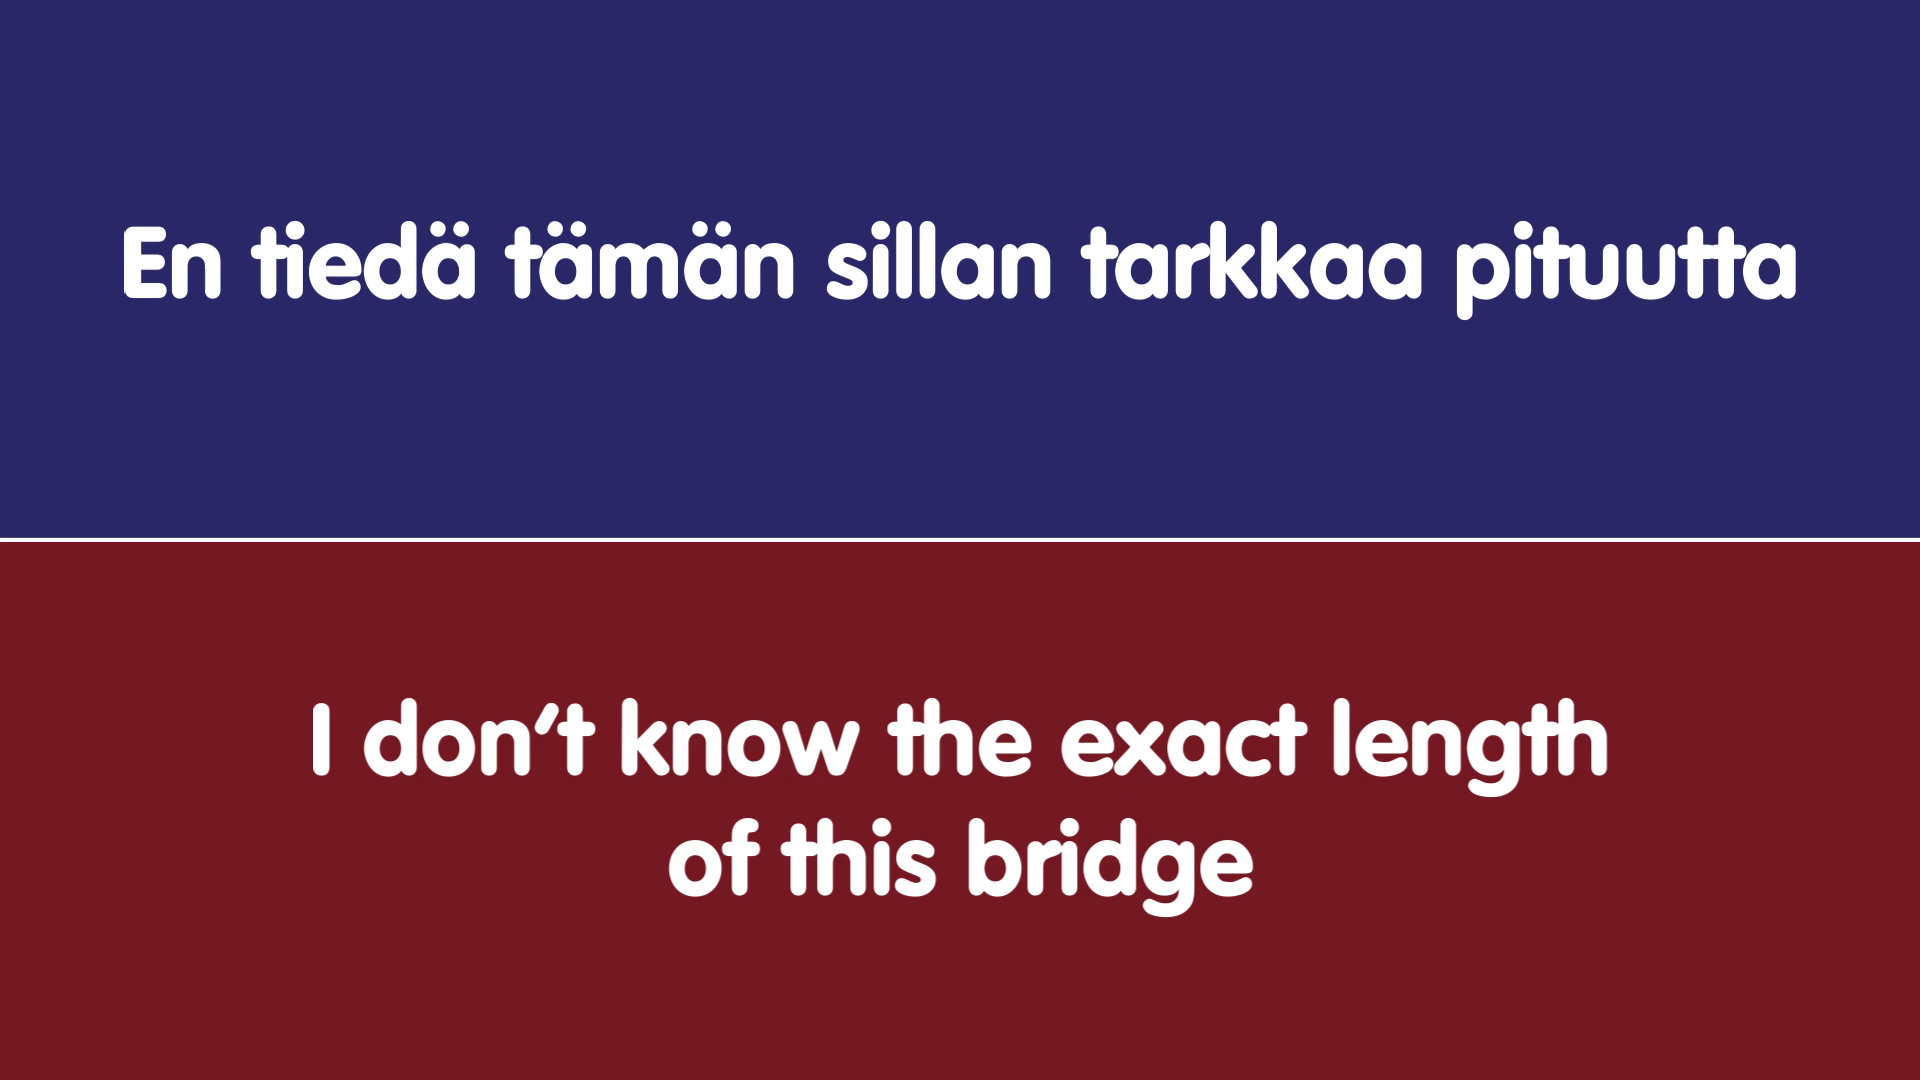 En tiedä tämän sillan tarkkaa pituutta
I don't know the exact length
of this bridge